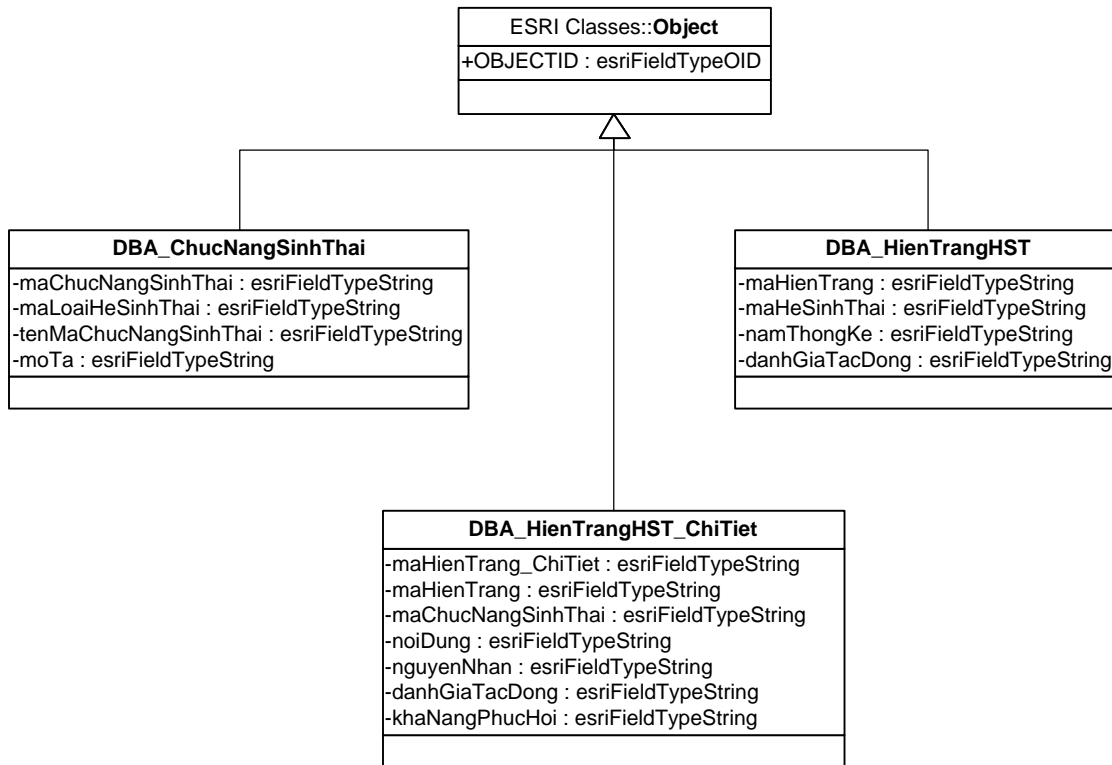 ESRI Classes::Object
+OBJECTID : esriFieldTypeOID
DBA_ChucNangSinhThai
-maChucNangSinhThai : esriFieldTypeString
-maLoaiHeSinhThai : esriFieldTypeString
-tenMaChucNangSinhThai : esriFieldTypeString
-moTa : esriFieldTypeString
DBA_HienTrangHST
-maHienTrang : esriFieldTypeString
-maHeSinhThai : esriFieldTypeString
-namThongKe : esriFieldTypeString
-danhGiaTacDong : esriFieldTypeString
DBA_HienTrangHST_ChiTiet
-maHienTrang_ChiTiet : esriFieldTypeString
-maHienTrang : esriFieldTypeString
-maChucNangSinhThai : esriFieldTypeString
-noiDung : esriFieldTypeString
-nguyenNhan : esriFieldTypeString
-danhGiaTacDong : esriFieldTypeString
-khaNangPhucHoi : esriFieldTypeString